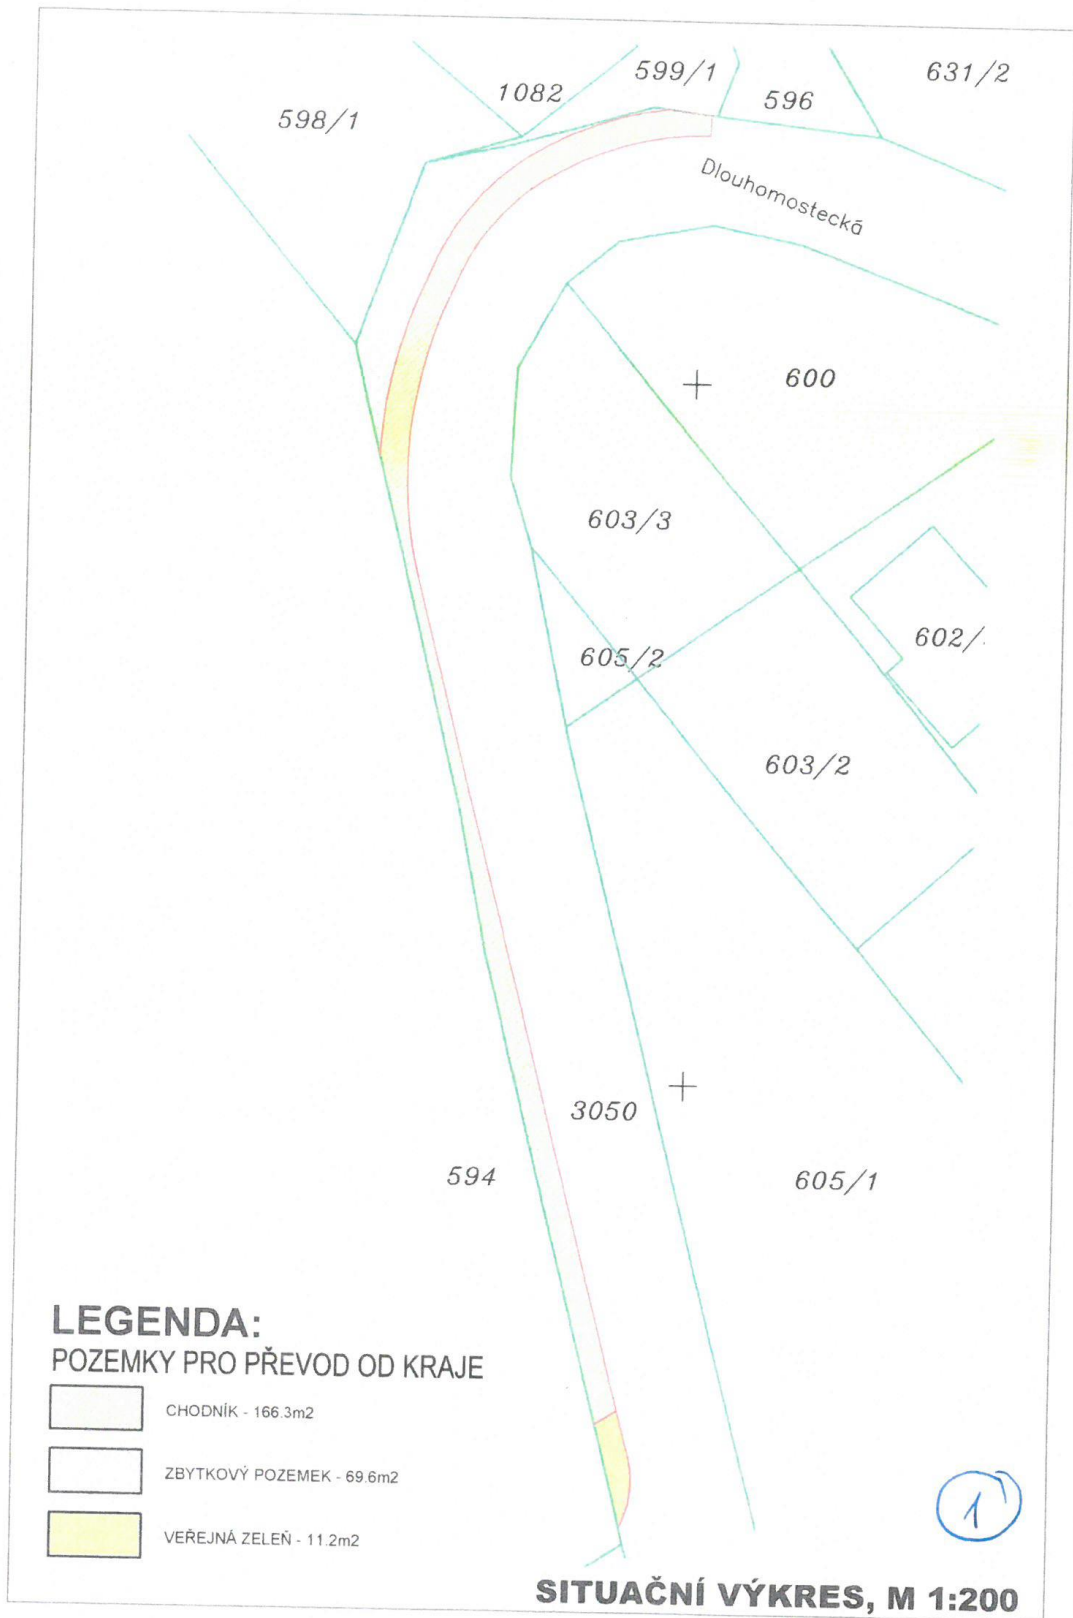 599/1
631/2
1082
596
598/1
Dlouhomostecká
600
603/3
602/
605/2
603/2
3050
594
605/1
LEGENDA:
POZEMKY PRO PŘEVOD OD KRAJE
CHODNÍK - 166.3m2
ZBYTKOVÝ POZEMEK - 69.6m2
VEŘEJNÁ ZELEŇ - 11.2m2
1
SITUAČNÍ VÝKRES, M 1:200